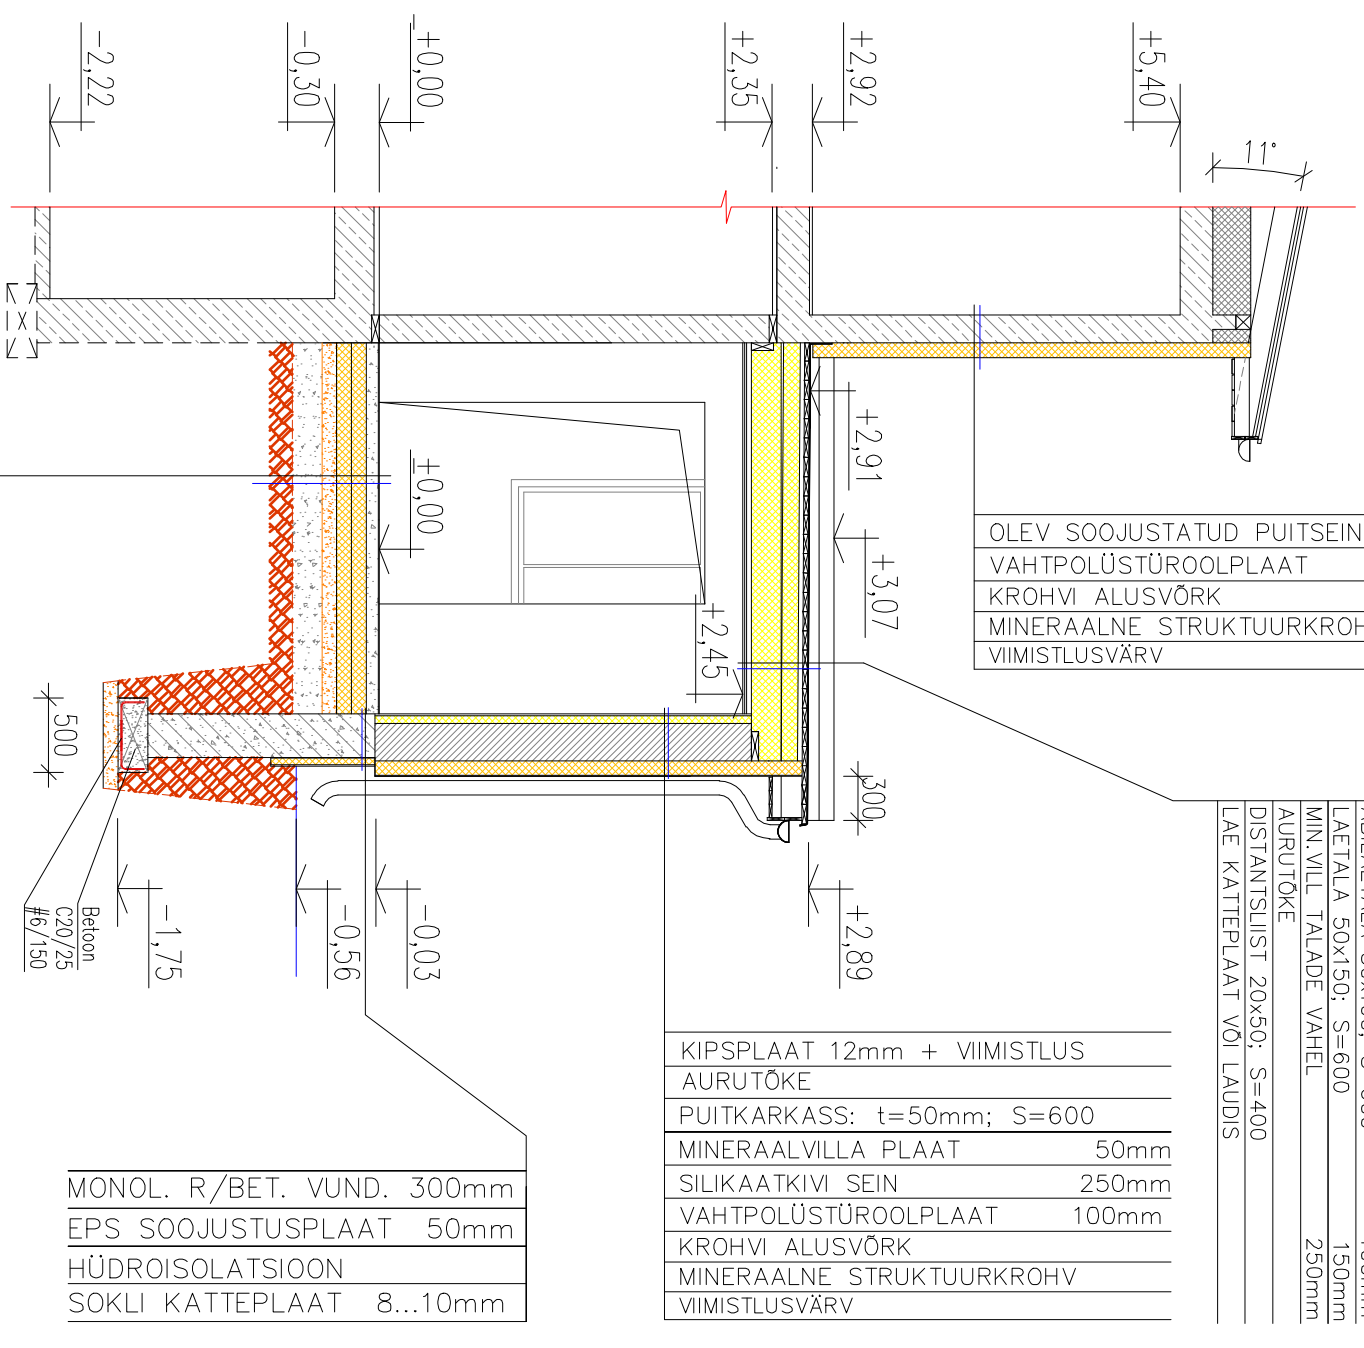 -2,22
-0,30
+0,00
+2,35
+2,92
+5,40
11°
+2,91
±0,00
+3,07
+2,45
OLEV SOOJUSTATUD PUITSEIN
VAHTPOLÜSTÜROOLPLAAT
KROHVI ALUSVÕRK
MINERAALNE STRUKTUURKROH
VIIMISTLUSVÄRV
500
300
Betoon
C20/25
#6/150
-1,75
-0,56
-0,03
+2,89
LAETALA 50x150; S=600 150mm
MIN.VILL TALADE VAHEL 250mm
AURUTÕKE
DISTANTSLIIST 20x50; S=400
LAE KATTEPLAAT VÕI LAUDIS
KIPSPLAAT 12mm + VIIMISTLUS
AURUTÕKE
PUITKARKASS: t=50mm; S=600
MINERAALVILLA PLAAT 50mm
SILIKAATKIVI SEIN 250mm
VAHTPOLÜSTÜROOLPLAAT 100mm
KROHVI ALUSVÕRK
MINERAALNE STRUKTUURKROHV
VIIMISTLUSVÄRV
MONOL. R/BET. VUND. 300mm
EPS SOOJUSTUSPLAAT 50mm
HÜDROISOLATSIOON
SOKLI KATTEPLAAT 8...10mm